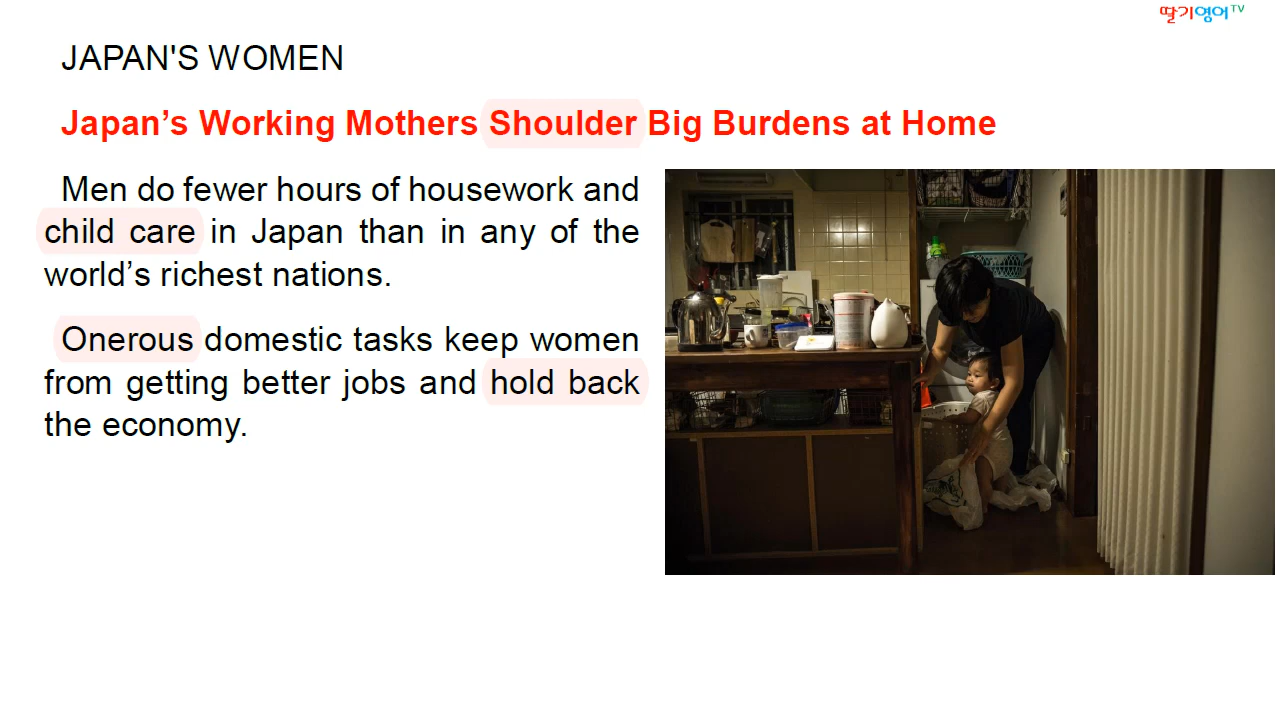 딸기영어TV
JAPAN'S WOMEN
Japan’s Working Mothers Shoulder Big Burdens at Home
Men do fewer hours of housework and
child care in Japan than in any of the
world’s richest nations.
Onerous domestic tasks keep women
from getting better jobs and hold back
the economy.